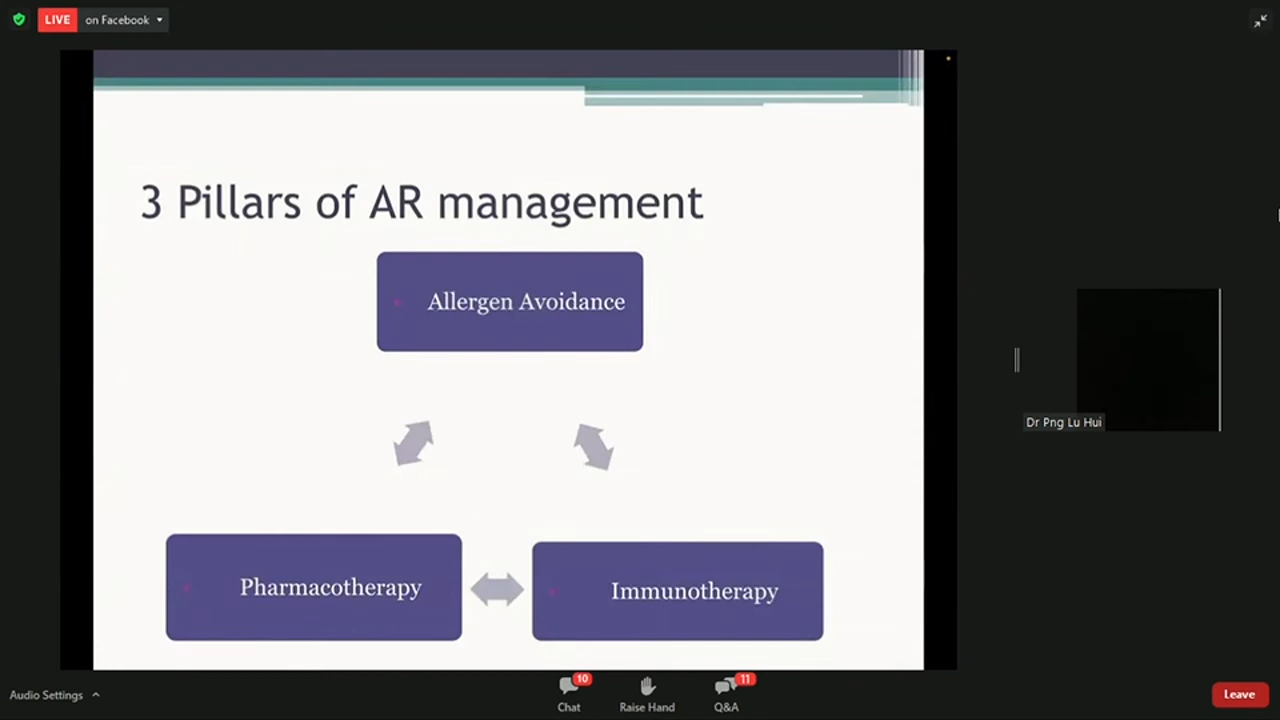 LIVE on Facebook
3 Pillars of AR management
Allergen Avoidance
Pharmacotherapy
Immunotherapy
Dr Png Lu Hui
Audio Settings
10
Chat
Raise Hand
11
Q&A
Leave